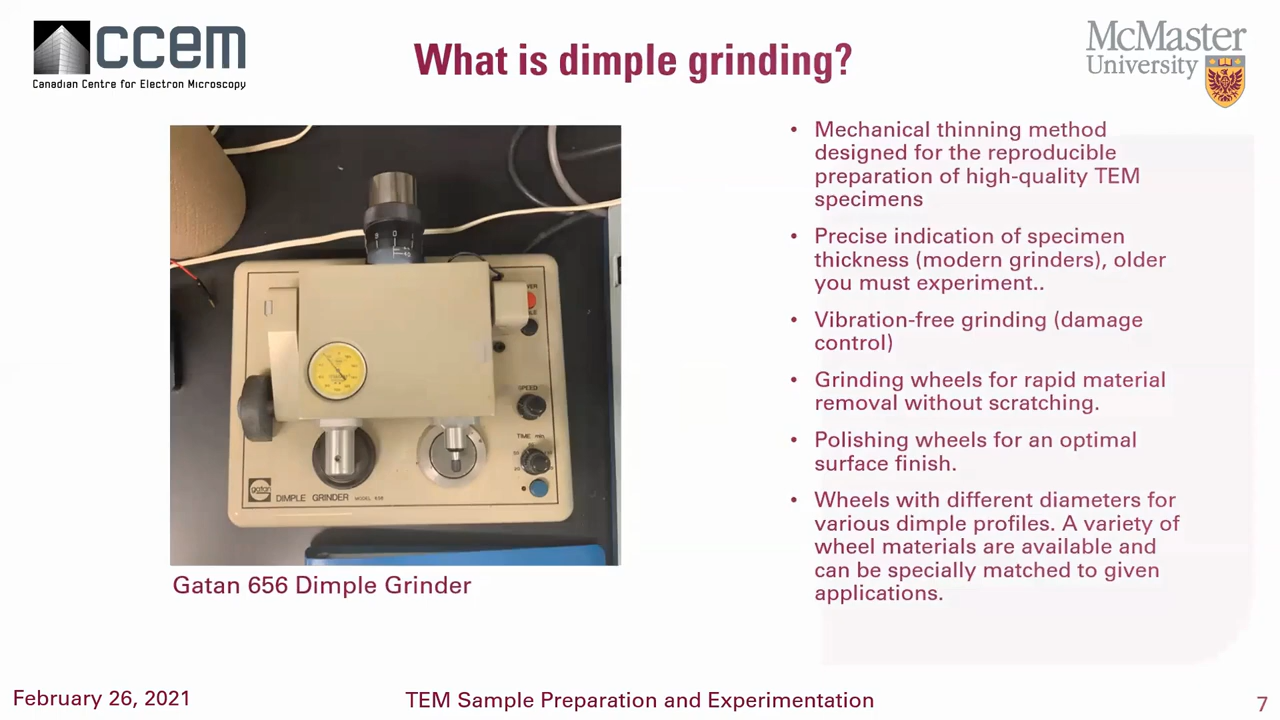 ccem
Canadian Centre for Electron Microscopy
What is dimple grinding?
McMaster
University
• Mechanical thinning method
designed for the reproducible
preparation of high-quality TEM
specimens
• Precise indication of specimen
thickness (modern grinders), older
you must experiment..
• Vibration-free grinding (damage
control)
• Grinding wheels for rapid material
removal without scratching.
• Polishing wheels for an optimal
surface finish.
• Wheels with different diameters for
various dimple profiles. A variety of
wheel materials are available and
can be specially matched to given
applications.
SPEED
TIME min
gatan
DIMPLE GRINDER MODEL 656
Gatan 656 Dimple Grinder
February 26, 2021
TEM Sample Preparation and Experimentation
7